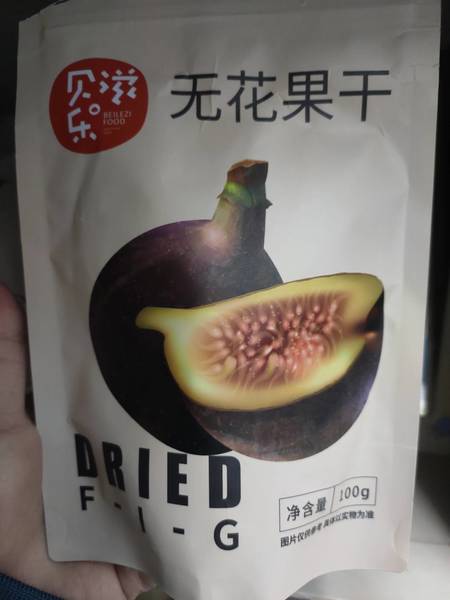 贝滋乐
BEILEZI
FOOD
无花果干
DRIED
F-I-G
净含量 100g
图片仅供参考 具体以实物为准